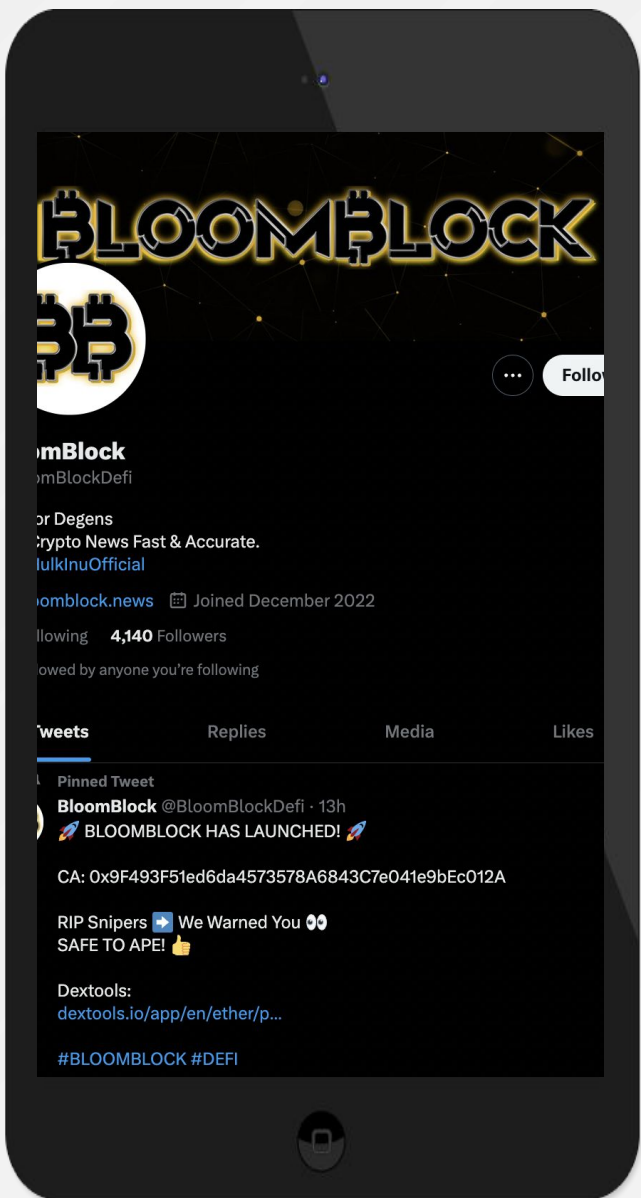 BLOOMBLOCK
BB
•••
Follo
omBlock
omBlockDefi
or Degens
Crypto News Fast & Accurate.
HulkInuOfficial
oomblock.news Joined December 2022
llowing 4,140 Followers
owed by anyone you're following
Tweets Replies Media Likes
Pinned Tweet
BloomBlock @BloomBlockDefi · 13h
🚀 BLOOMBLOCK HAS LAUNCHED! 🚀
CA: 0x9F493F51ed6da4573578A6843C7e041e9bEc012A
RIP Snipers ➡️ We Warned You 👀
SAFE TO APE! 👍
Dextools:
dextools.io/app/en/ether/p...
#BLOOMBLOCK #DEFI